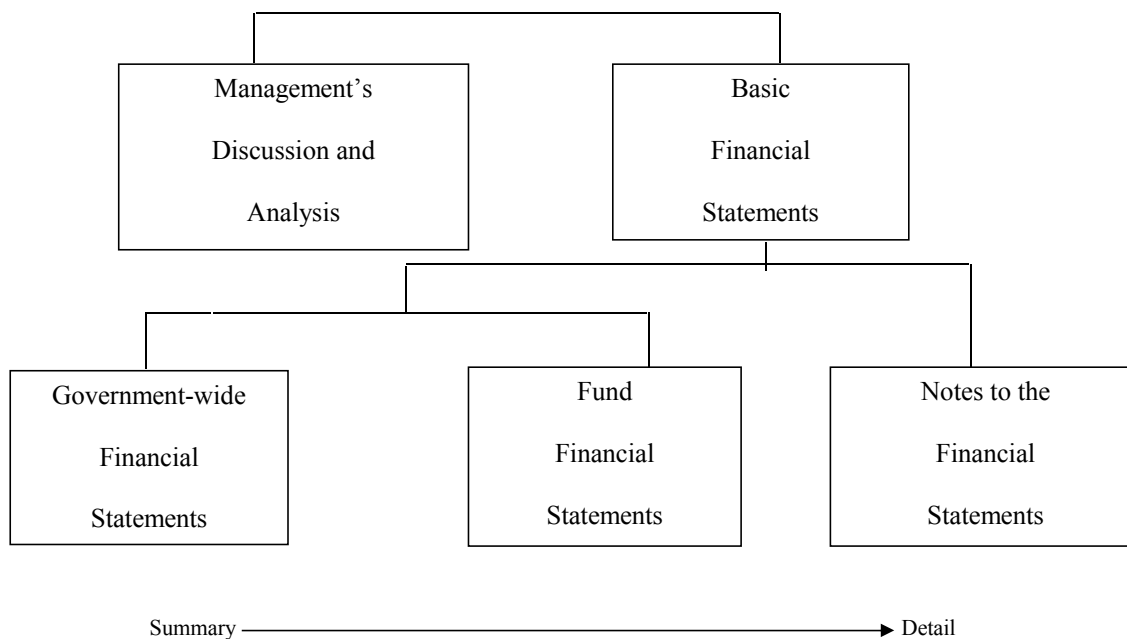 Management’s
Discussion and
Analysis
Basic
Financial
Statements
Government-wide
Financial
Statements
Fund
Financial
Statements
Notes to the
Financial
Statements
Summary
Detail